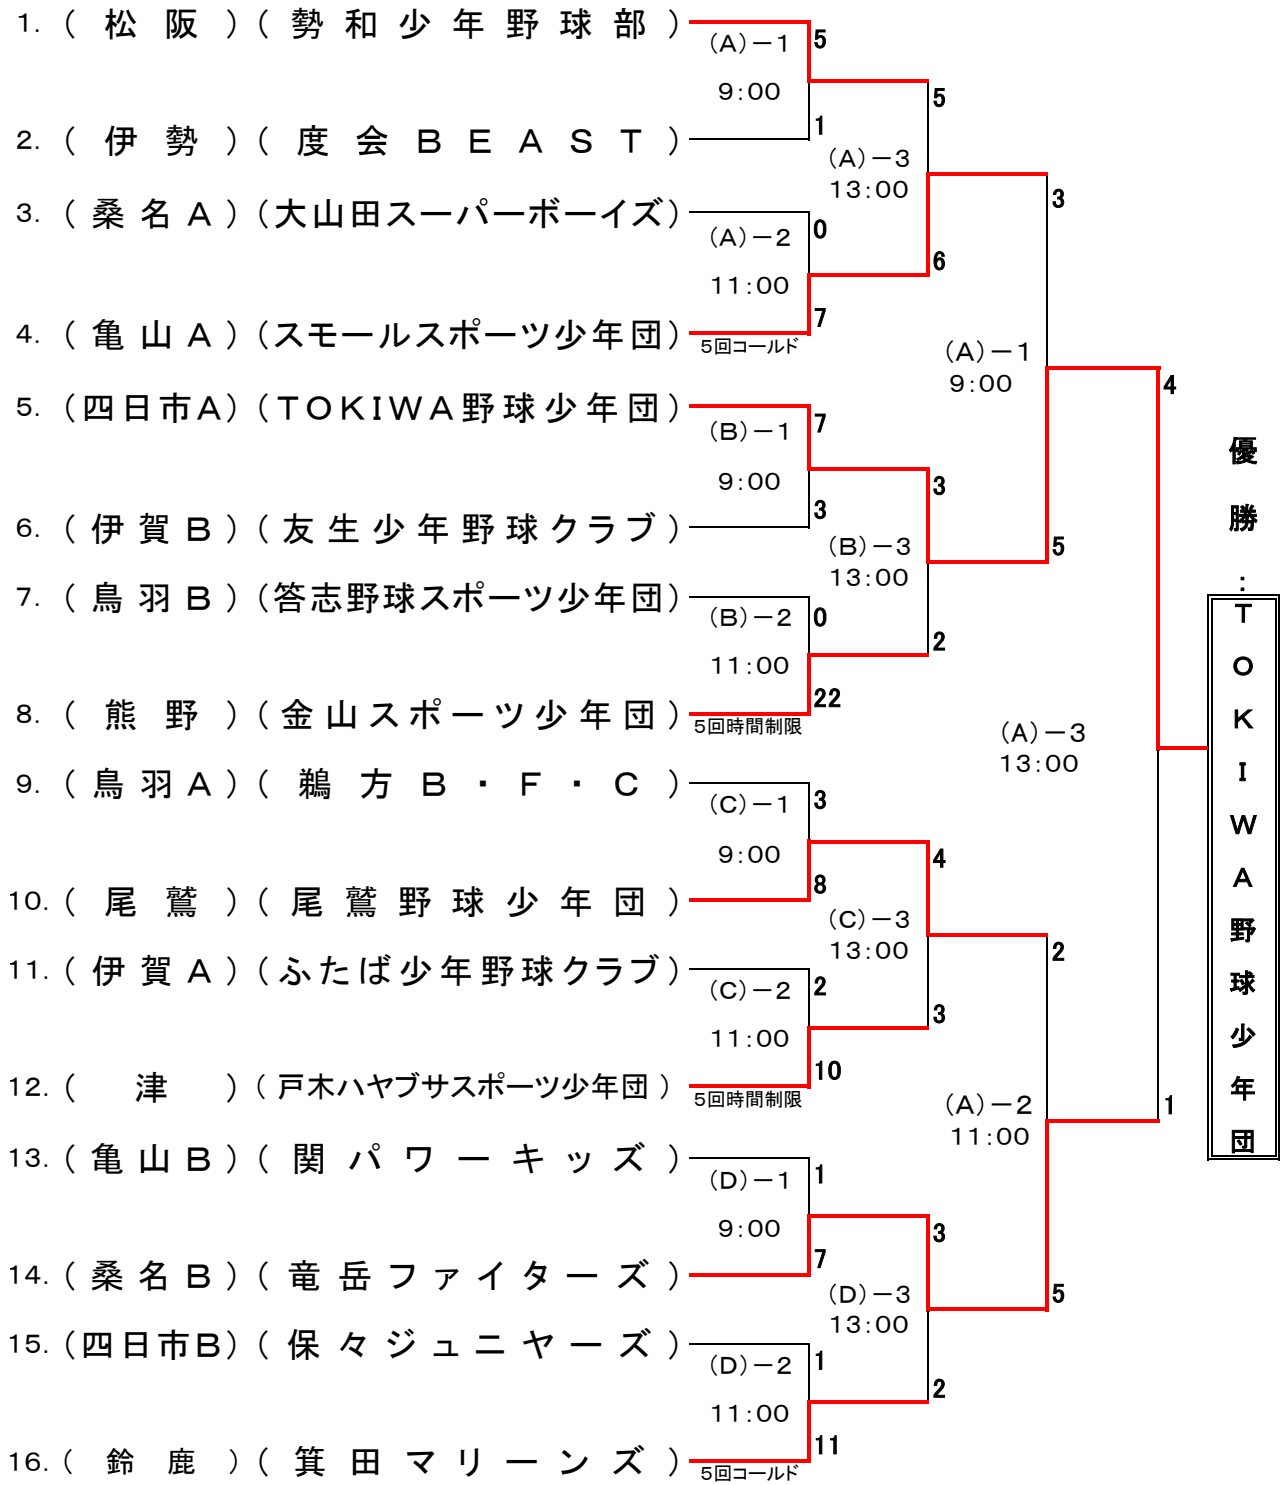 1. (松阪)(勢和少年野球部)
5
(A)－1
9:00
5
1
2. (伊勢)(度会BEAST)
(A)－3
13:00
3. (桑名A)(大山田スーパーボーイズ)
3
0
(A)－2
6
11:00
7
4. (亀山A)(スモールスポーツ少年団)
5回コールド
(A)－1
9:00
4
5. (四日市A)(TOKIWA野球少年団)
7
(B)－1
9:00
3
3
6. (伊賀B)(友生少年野球クラブ)
(B)－3
13:00
5
7. (鳥羽B)(答志野球スポーツ少年団)
0
(B)－2
2
11:00
22
8. (熊野)(金山スポーツ少年団)
5回時間制限
(A)－3
13:00
9. (鳥羽A)(鵜方B・F・C)
3
(C)－1
9:00
4
8
10. (尾鷲)(尾鷲野球少年団)
(C)－3
13:00
2
11. (伊賀A)(ふたば少年野球クラブ)
2
(C)－2
3
11:00
10
12. (津)(戸木ハヤブサスポーツ少年団)
5回時間制限
(A)－2
11:00
1
13. (亀山B)(関パワーキッズ)
1
(D)－1
9:00
3
7
14. (桑名B)(竜岳ファイターズ)
(D)－3
13:00
5
15. (四日市B)(保々ジュニヤーズ)
1
(D)－2
2
11:00
11
16. (鈴鹿)(箕田マリーンズ)
5回コールド
優勝:
TOKIWA野球少年団